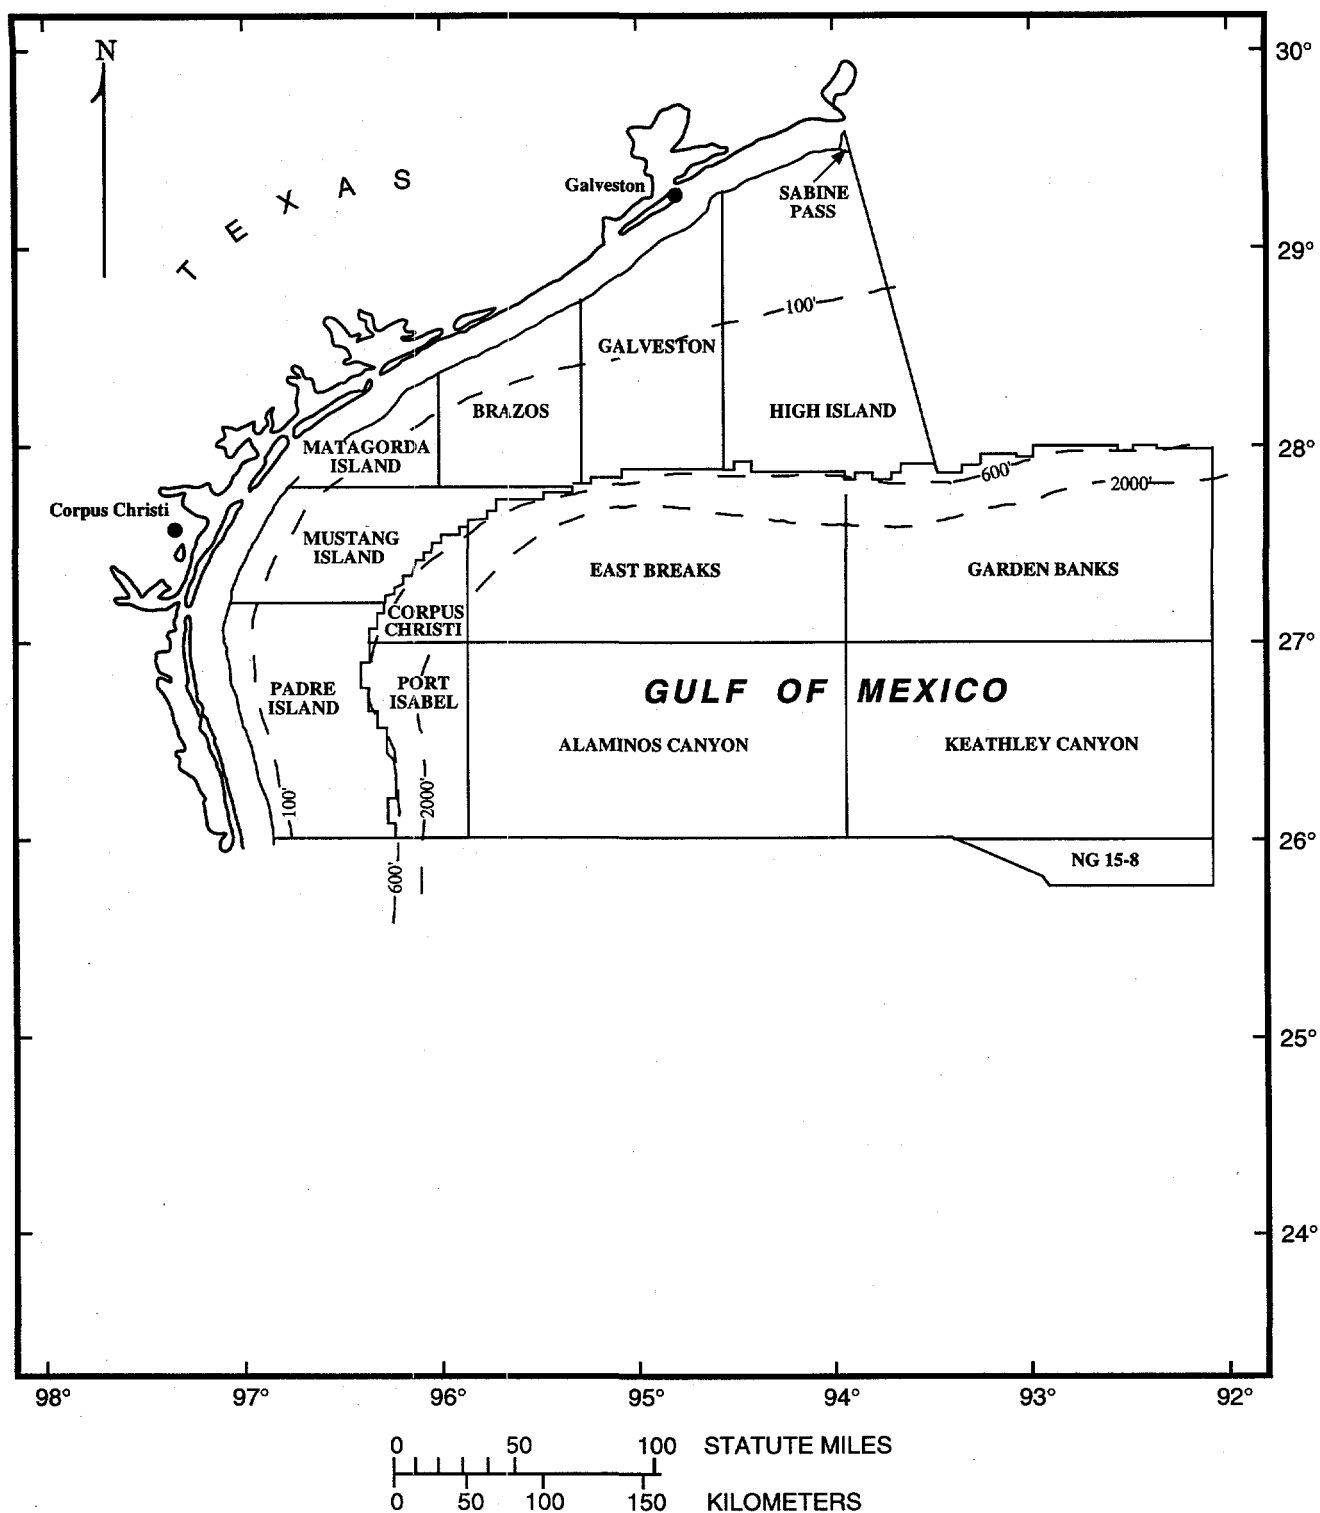 N
30°
TEXAS
Galveston
SABINE
PASS
29°
100'
GALVESTON
BRAZOS
HIGH ISLAND
MATAGORDA
ISLAND
28°
600'
2000'
Corpus Christi
MUSTANG
ISLAND
EAST BREAKS
GARDEN BANKS
CORPUS
CHRISTI
27°
PADRE
ISLAND
PORT
ISABEL
GULF OF MEXICO
ALAMINOS CANYON
KEATHLEY CANYON
100'
2000'
26°
NG 15-8
600'
25°
24°
98° 97° 96° 95° 94° 93° 92°
0 50 100 STATUTE MILES
0 50 100 150 KILOMETERS